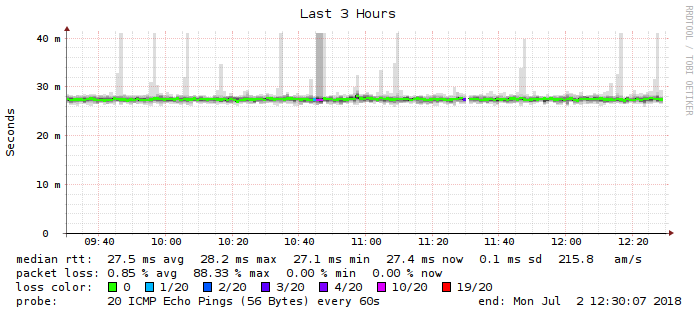 Last 3 Hours
RRDTOOL / TOBI OETIKER
Seconds
40 m
30 m
20 m
10 m
0
09:40 10:00 10:20 10:40 11:00 11:20 11:40 12:00 12:20
median rtt: 27.5 ms avg 28.2 ms max 27.1 ms min 27.4 ms now 0.1 ms sd 215.8 am/s
packet loss: 0.85 % avg 88.33 % max 0.00 % min 0.00 % now
loss color: 0 1/20 2/20 3/20 4/20 10/20 19/20
probe: 20 ICMP Echo Pings (56 Bytes) every 60s end: Mon Jul 2 12:30:07 2018